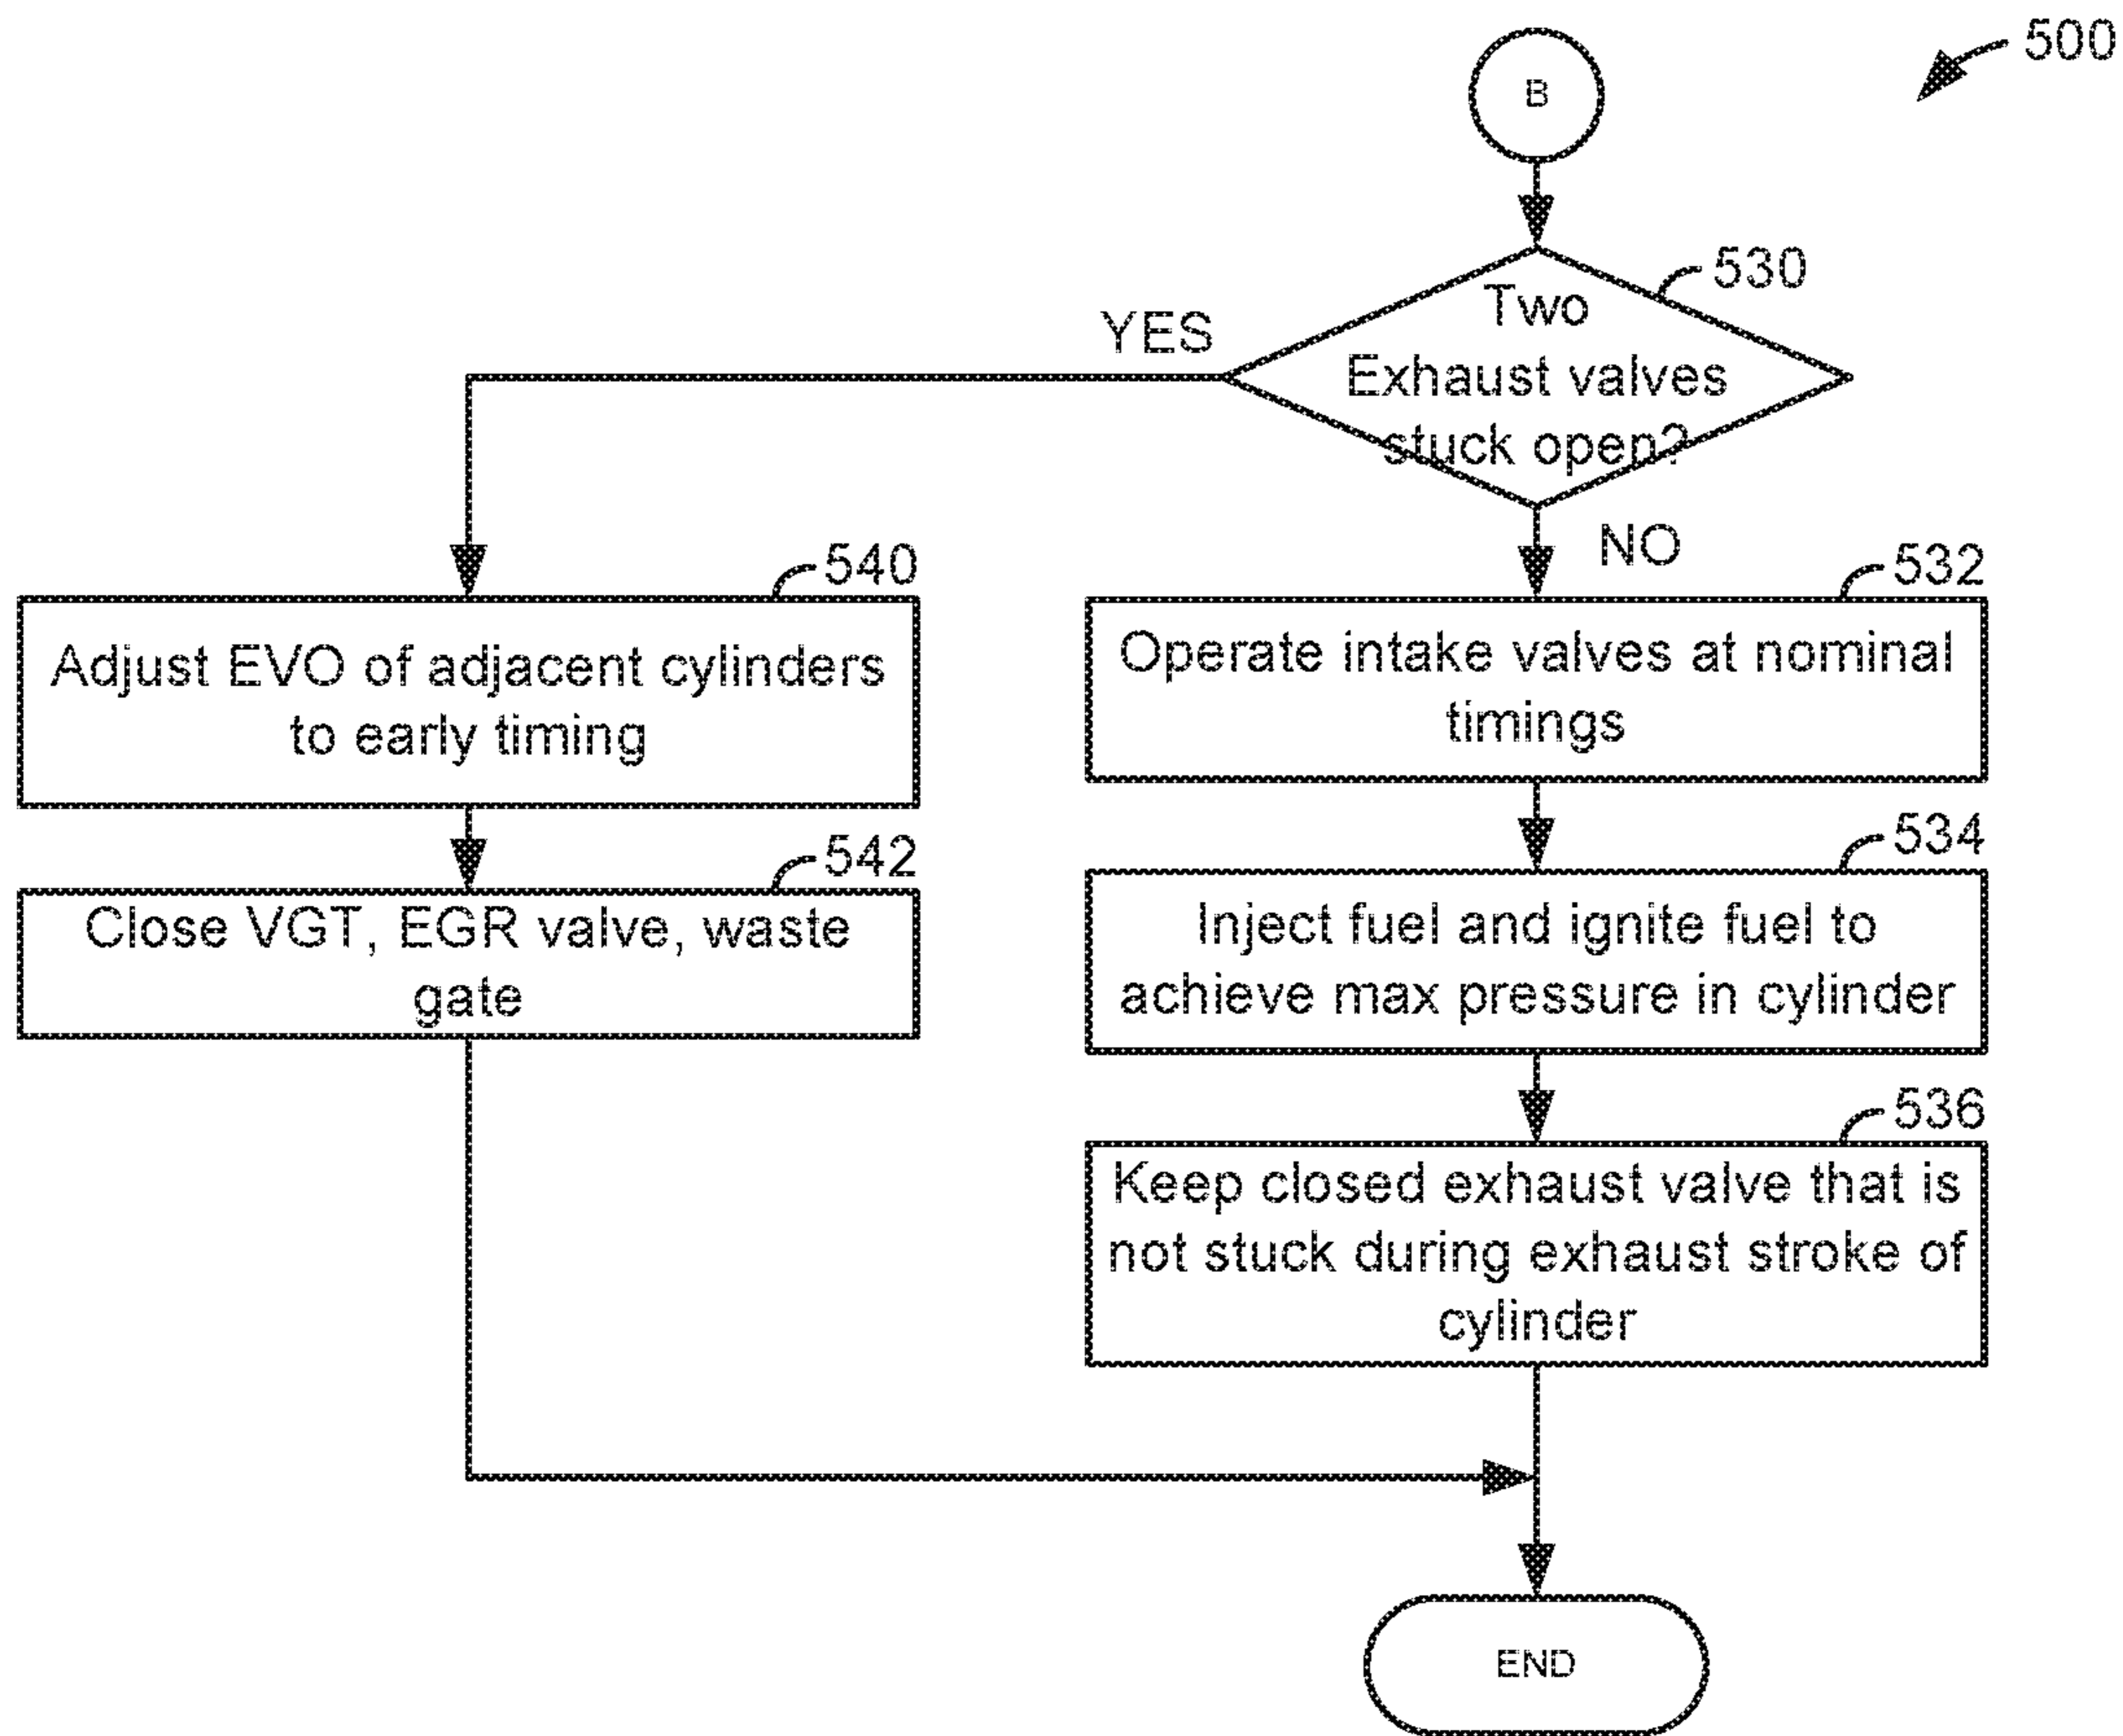 500
B
530
Two
Exhaust valves
stuck open?
YES
NO
540
Adjust EVO of adjacent cylinders
to early timing
542
Close VGT, EGR valve, waste
gate
532
Operate intake valves at nominal
timings
534
Inject fuel and ignite fuel to
achieve max pressure in cylinder
536
Keep closed exhaust valve that is
not stuck during exhaust stroke of
cylinder
END